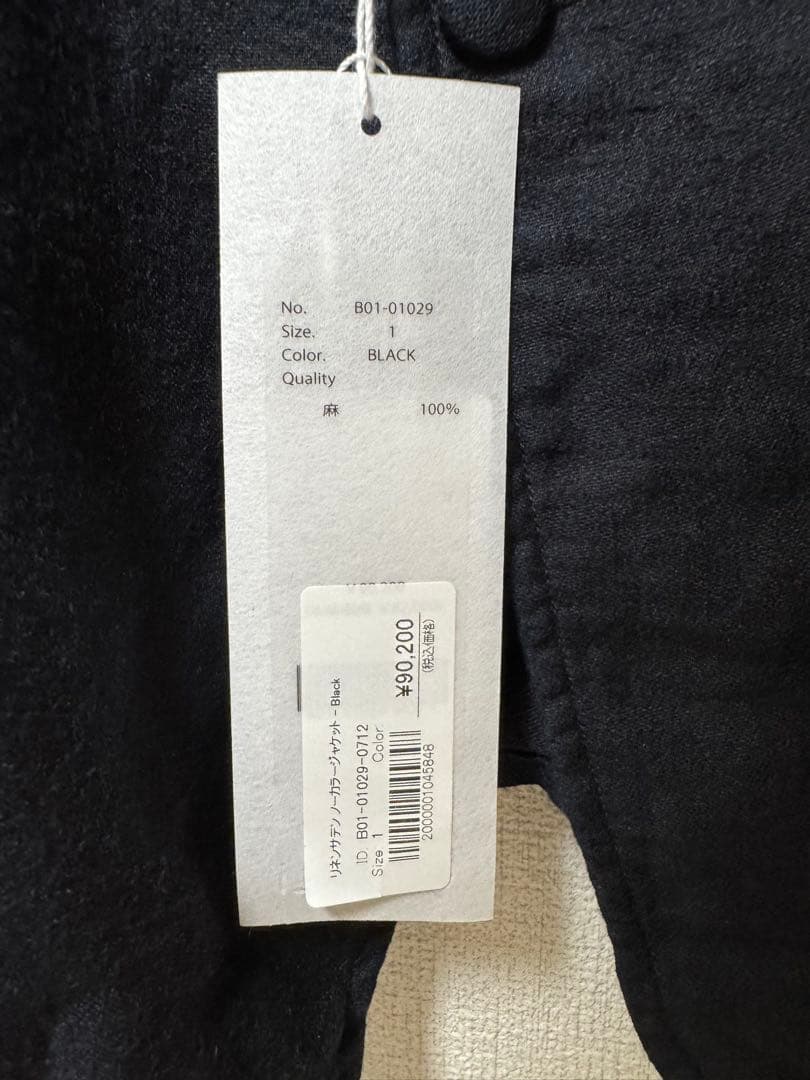 No. B01-01029
Size. 1
Color. BLACK
Quality
麻 100%
リネンサテン ノーカラージャケット - Black
ID. B01-01029-0712
Size 1 Color.
2000001045848
¥90,200
(税込価格)